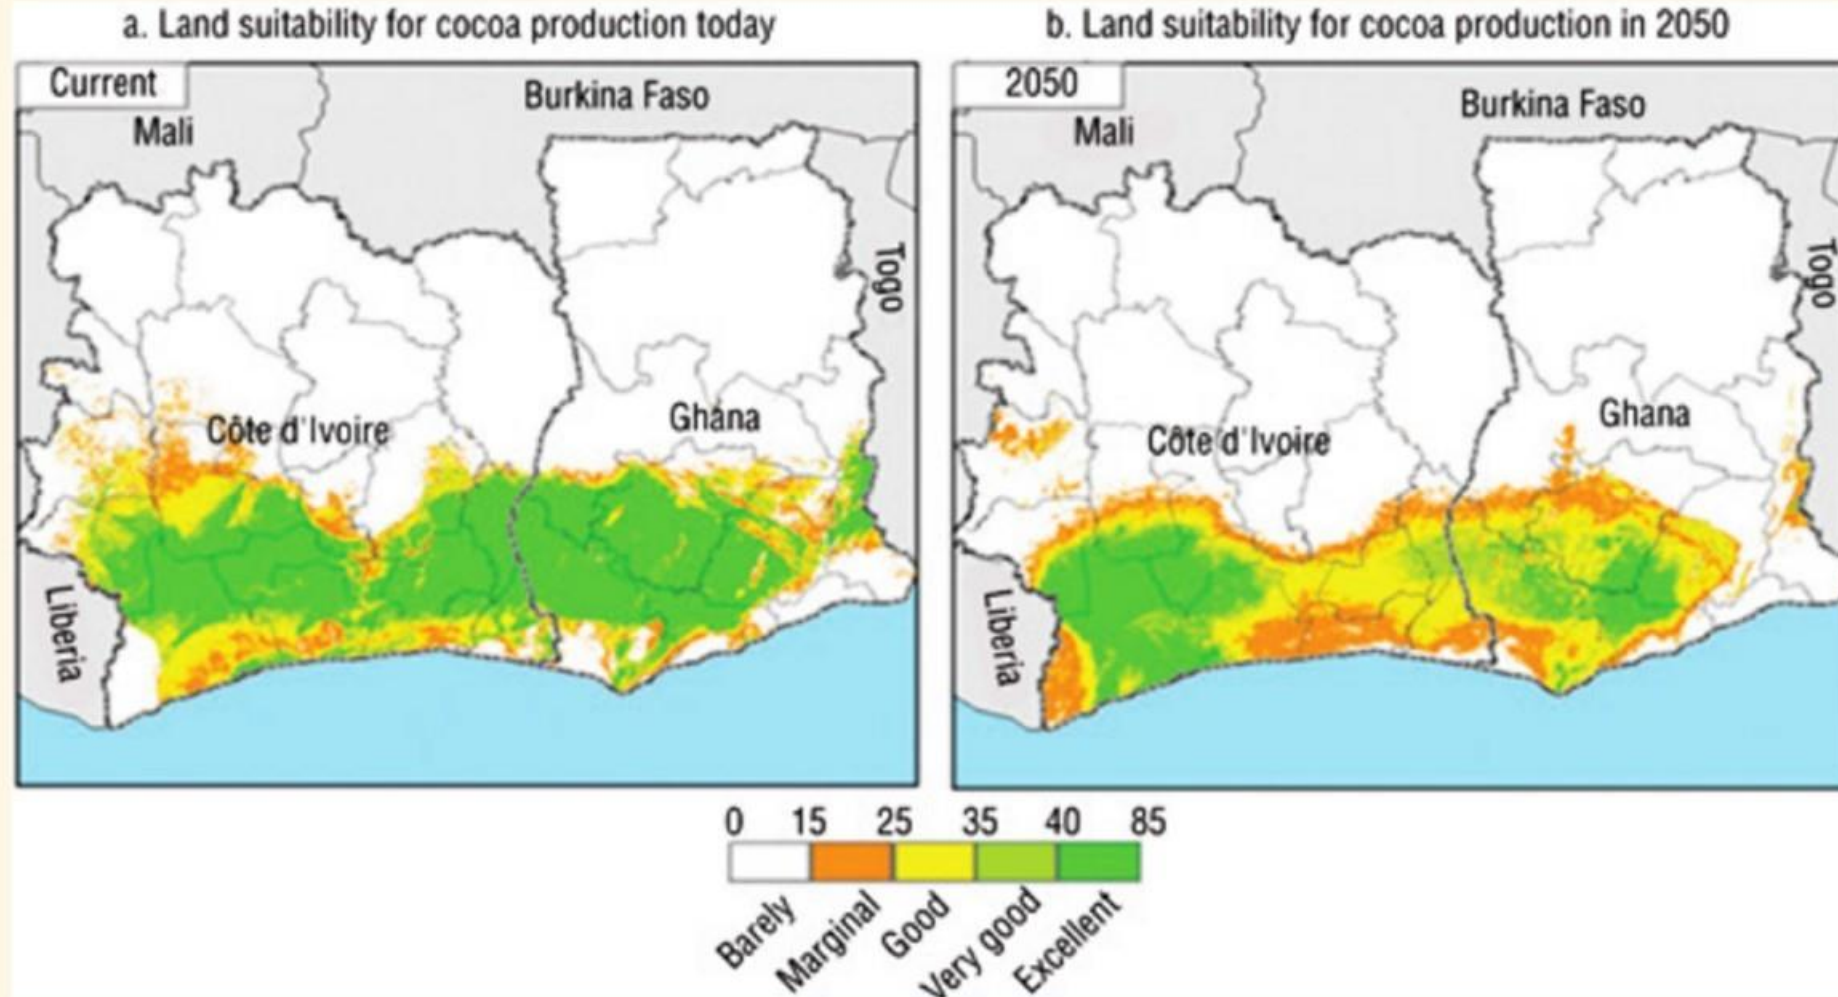 a. Land suitability for cocoa production today
Current
Burkina Faso
Mali
Togo
Côte d'Ivoire
Ghana
Liberia
b. Land suitability for cocoa production in 2050
2050
Burkina Faso
Mali
Togo
Ghana
Côte d'Ivoire
Liberia
0 15 25 35 40 85
Barely
Marginal
Good
Very good
Excellent